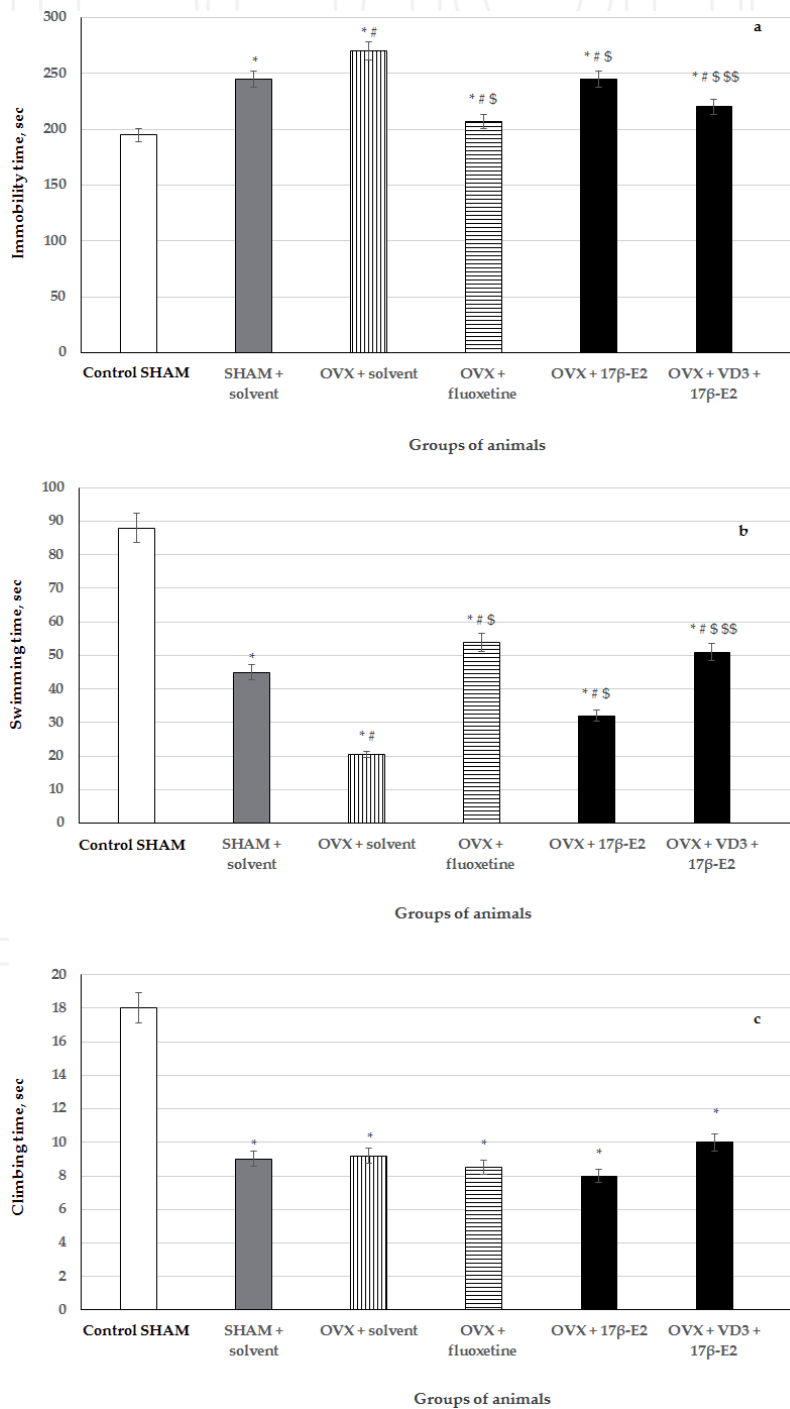 300
a
250
200
150
100
50
0
Immobility time, sec
*
* #
* # $
* # $
* # $ $$
Control SHAM
SHAM +
solvent
OVX + solvent
OVX +
fluoxetine
OVX + 17β-E2
OVX + VD3 +
17β-E2
Groups of animals
100
90
80
70
60
50
40
30
20
10
0
b
Swimming time, sec
*
* #
* # $
* # $
* # $ $$
Control SHAM
SHAM +
solvent
OVX + solvent
OVX +
fluoxetine
OVX + 17β-E2
OVX + VD3 +
17β-E2
Groups of animals
20
18
16
14
12
10
8
6
4
2
0
c
Climbing time, sec
*
*
*
*
*
Control SHAM
SHAM +
solvent
OVX + solvent
OVX +
fluoxetine
OVX + 17β-E2
OVX + VD3 +
17β-E2
Groups of animals